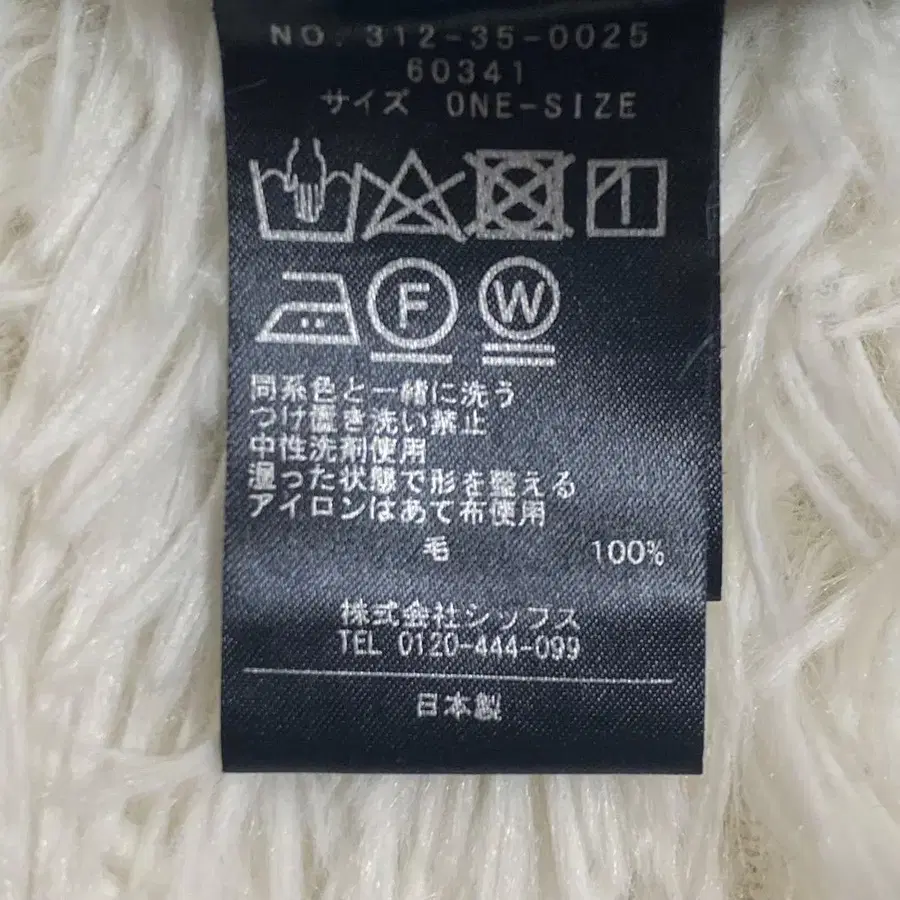 NO. 312-35-0025
60341
サイズ ONE-SIZE
F W
同系色と一緒に洗う
つけ置き洗い禁止
中性洗剤使用
湿った状態で形を整える
アイロンはあて布使用
毛 100%
株式会社シップス
TEL 0120-444-099
日本製